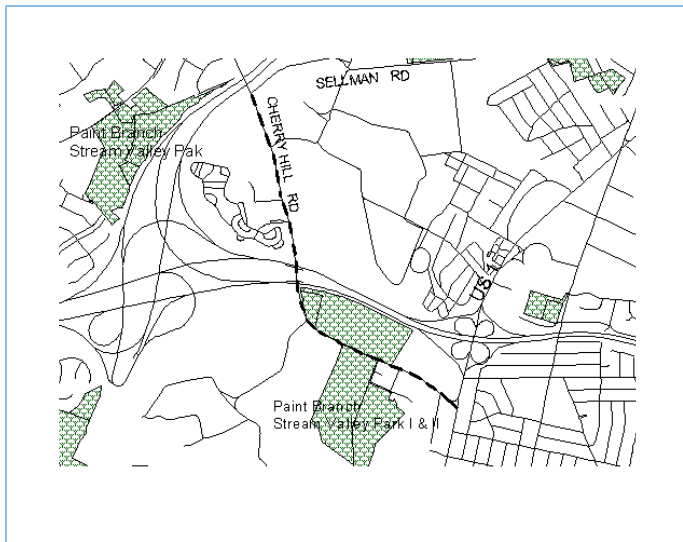 SELLMAN RD
CHERRY HILL RD
Paint Branch
Stream Valley Pak
US 1
Paint Branch
Stream Valley Park I & II